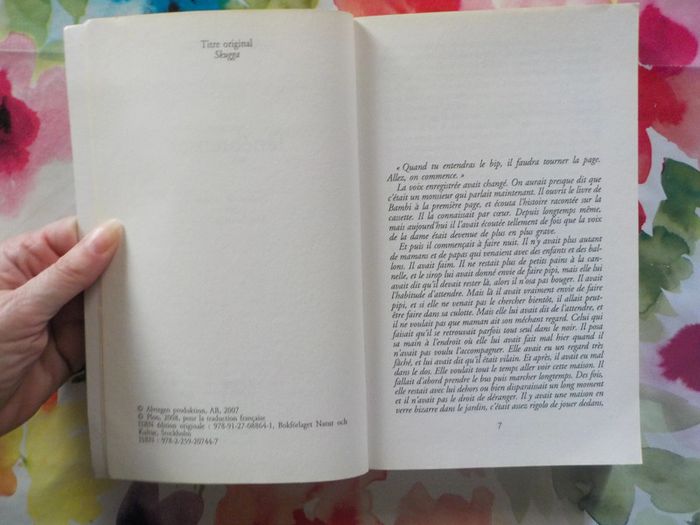 Titre original
Skugga
© Alvtegen produktion, AB, 2007
© Plon, 2008, pour la traduction française
ISBN édition originale : 978-91-27-08864-1, Bokförlaget Natur och
Kultur, Stockholm
ISBN : 978-2-259-20744-7
« Quand tu entendras le bip, il faudra tourner la page.
Allez, on commence. »
La voix enregistrée avait changé. On aurait presque dit que
c'était un monsieur qui parlait maintenant. Il ouvrit le livre de
Bambi à la première page, et écouta l'histoire racontée sur la
cassette. Il la connaissait par cœur. Depuis longtemps même,
mais aujourd'hui il l'avait écoutée tellement de fois que la voix
de la dame était devenue de plus en plus grave.
Et puis il commençait à faire nuit. Il n'y avait plus autant
de mamans et de papas qui venaient avec des enfants et des bal-
lons. Il avait faim. Il ne restait plus de petits pains à la can-
nelle, et le sirop lui avait donné envie de faire pipi, mais elle lui
avait dit qu'il devait rester là, alors il n'osa pas bouger. Il avait
l'habitude d'attendre. Mais là il avait vraiment envie de faire
pipi, et si elle ne venait pas le chercher bientôt, il allait peut-
être faire dans sa culotte. Mais elle lui avait dit de l'attendre, et
il ne voulait pas que maman ait son méchant regard. Celui qui
faisait qu'il se retrouvait parfois tout seul dans le noir. Il posa
sa main à l'endroit où elle lui avait fait mal hier quand il
n'avait pas voulu l'accompagner. Elle avait eu un regard très
fâché, et lui avait dit qu'il était vilain. Et après, il avait eu mal
dans le dos. Elle voulait tout le temps aller voir cette maison. Il
fallait d'abord prendre le bus puis marcher longtemps. Des fois,
elle restait avec lui dehors ou bien disparaissait un long moment
et il n'avait pas le droit de déranger. Il y avait une maison en
verre bizarre dans le jardin, c'était assez rigolo de jouer dedans,
7